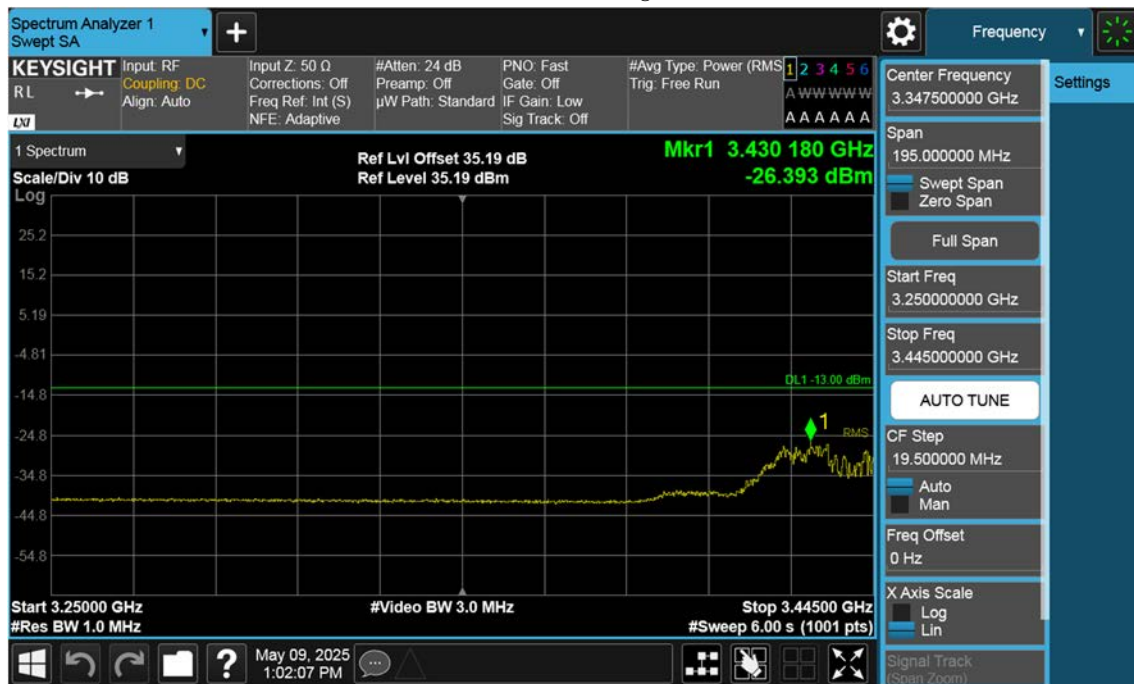 Spectrum Analyzer 1
Swept SA
+
Frequency
KEYSIGHT
RL
LXI
Input: RF
Coupling: DC
Align: Auto
Input Z: 50 Ω
Corrections: Off
Freq Ref: Int (S)
NFE: Adaptive
#Atten: 24 dB
Preamp: Off
µW Path: Standard
PNO: Fast
Gate: Off
IF Gain: Low
Sig Track: Off
#Avg Type: Power (RMS
Trig: Free Run
1 2 3 4 5 6
A W W W W W
A A A A A A
1 Spectrum
Scale/Div 10 dB
Ref Lvl Offset 35.19 dB
Ref Level 35.19 dBm
Mkr1 3.430 180 GHz
-26.393 dBm
Log
25.2
15.2
5.19
-4.81
-14.8
-24.8
-34.8
-44.8
-54.8
DL1 -13.00 dBm
1
RMS
Start 3.25000 GHz
#Res BW 1.0 MHz
#Video BW 3.0 MHz
Stop 3.44500 GHz
#Sweep 6.00 s (1001 pts)
?
May 09, 2025
1:02:07 PM
Center Frequency
3.347500000 GHz
Span
195.000000 MHz
Swept Span
Zero Span
Full Span
Start Freq
3.250000000 GHz
Stop Freq
3.445000000 GHz
AUTO TUNE
CF Step
19.500000 MHz
Auto
Man
Freq Offset
0 Hz
X Axis Scale
Log
Lin
Signal Track
(Span Zoom)
Settings